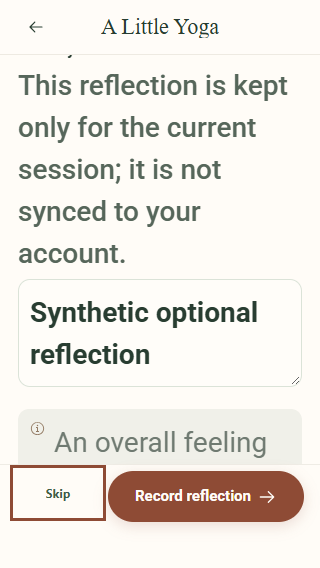 A Little Yoga
This reflection is kept
only for the current
session; it is not
synced to your
account.
Synthetic optional
reflection
An overall feeling
Skip
Record reflection